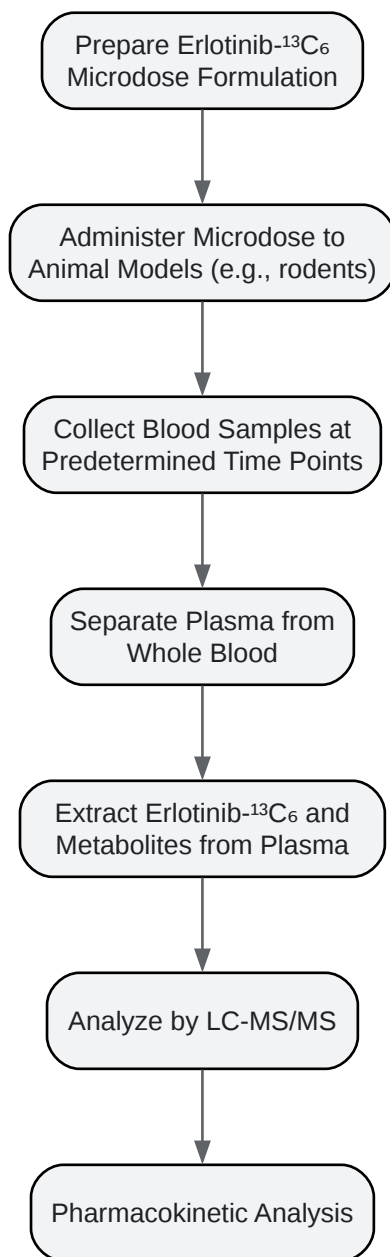 Prepare Erlotinib-¹³C₆
Microdose Formulation
Administer Microdose to
Animal Models (e.g., rodents)
Collect Blood Samples at
Predetermined Time Points
Separate Plasma from
Whole Blood
Extract Erlotinib-¹³C₆ and
Metabolites from Plasma
Analyze by LC-MS/MS
Pharmacokinetic Analysis